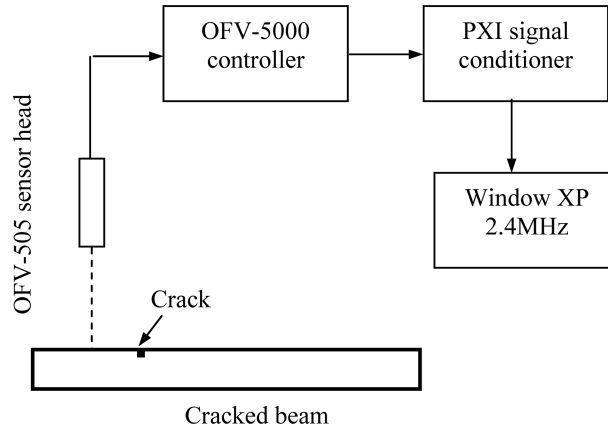 OFV-5000
controller
PXI signal
conditioner
OFV-505 sensor head
Window XP
2.4MHz
Crack
Cracked beam